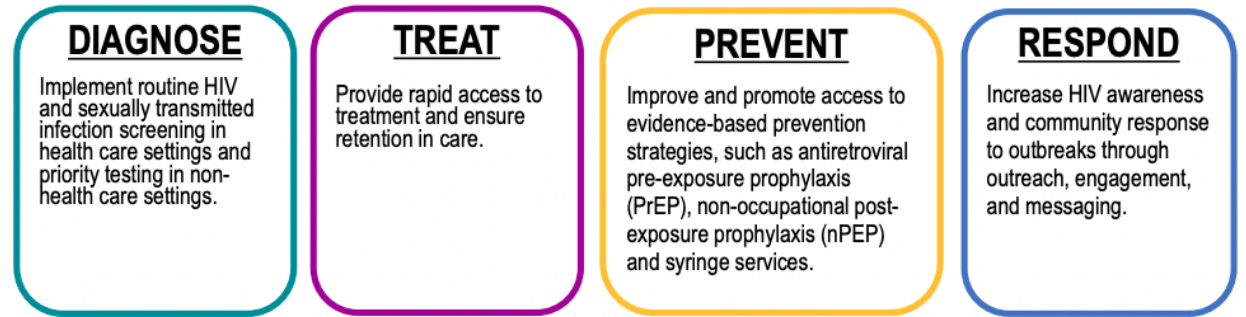 DIAGNOSE
Implement routine HIV
and sexually transmitted
infection screening in
health care settings and
priority testing in non-
health care settings.
TREAT
Provide rapid access to
treatment and ensure
retention in care.
PREVENT
Improve and promote access to
evidence-based prevention
strategies, such as antiretroviral
pre-exposure prophylaxis
(PrEP), non-occupational post-
exposure prophylaxis (nPEP)
and syringe services.
RESPOND
Increase HIV awareness
and community response
to outbreaks through
outreach, engagement,
and messaging.